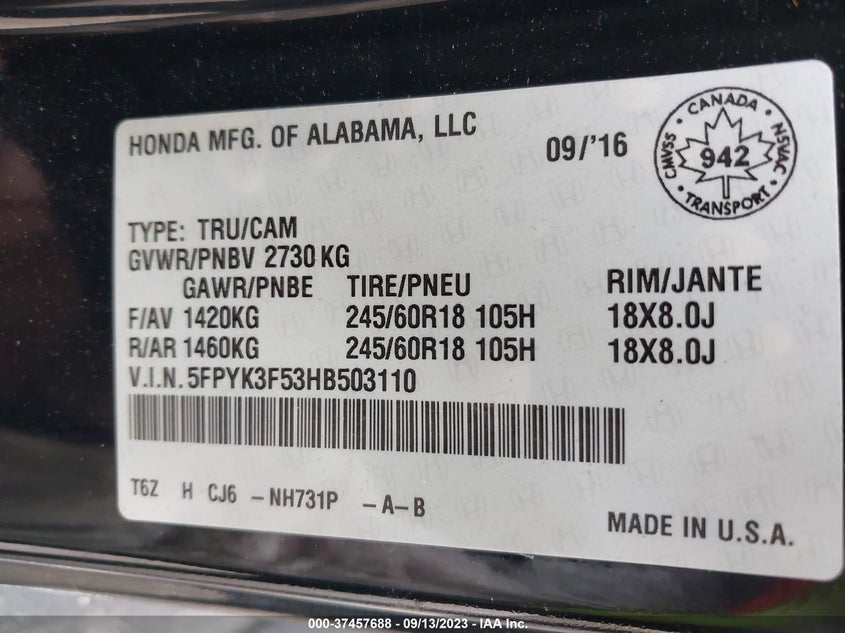 HONDA MFG. OF ALABAMA, LLC
09/'16
CANADA
CMVSS
942
NSVAC
TRANSPORT
TYPE: TRU/CAM
GVWR/PNBV 2730 KG
GAWR/PNBE TIRE/PNEU RIM/JANTE
F/AV 1420KG 245/60R18 105H 18X8.0J
R/AR 1460KG 245/60R18 105H 18X8.0J
V.I.N. 5FPYK3F53HB503110
T6Z H CJ6 -NH731P -A-B
MADE IN U.S.A.
000-37457688 - 09/13/2023 - IAA Inc.